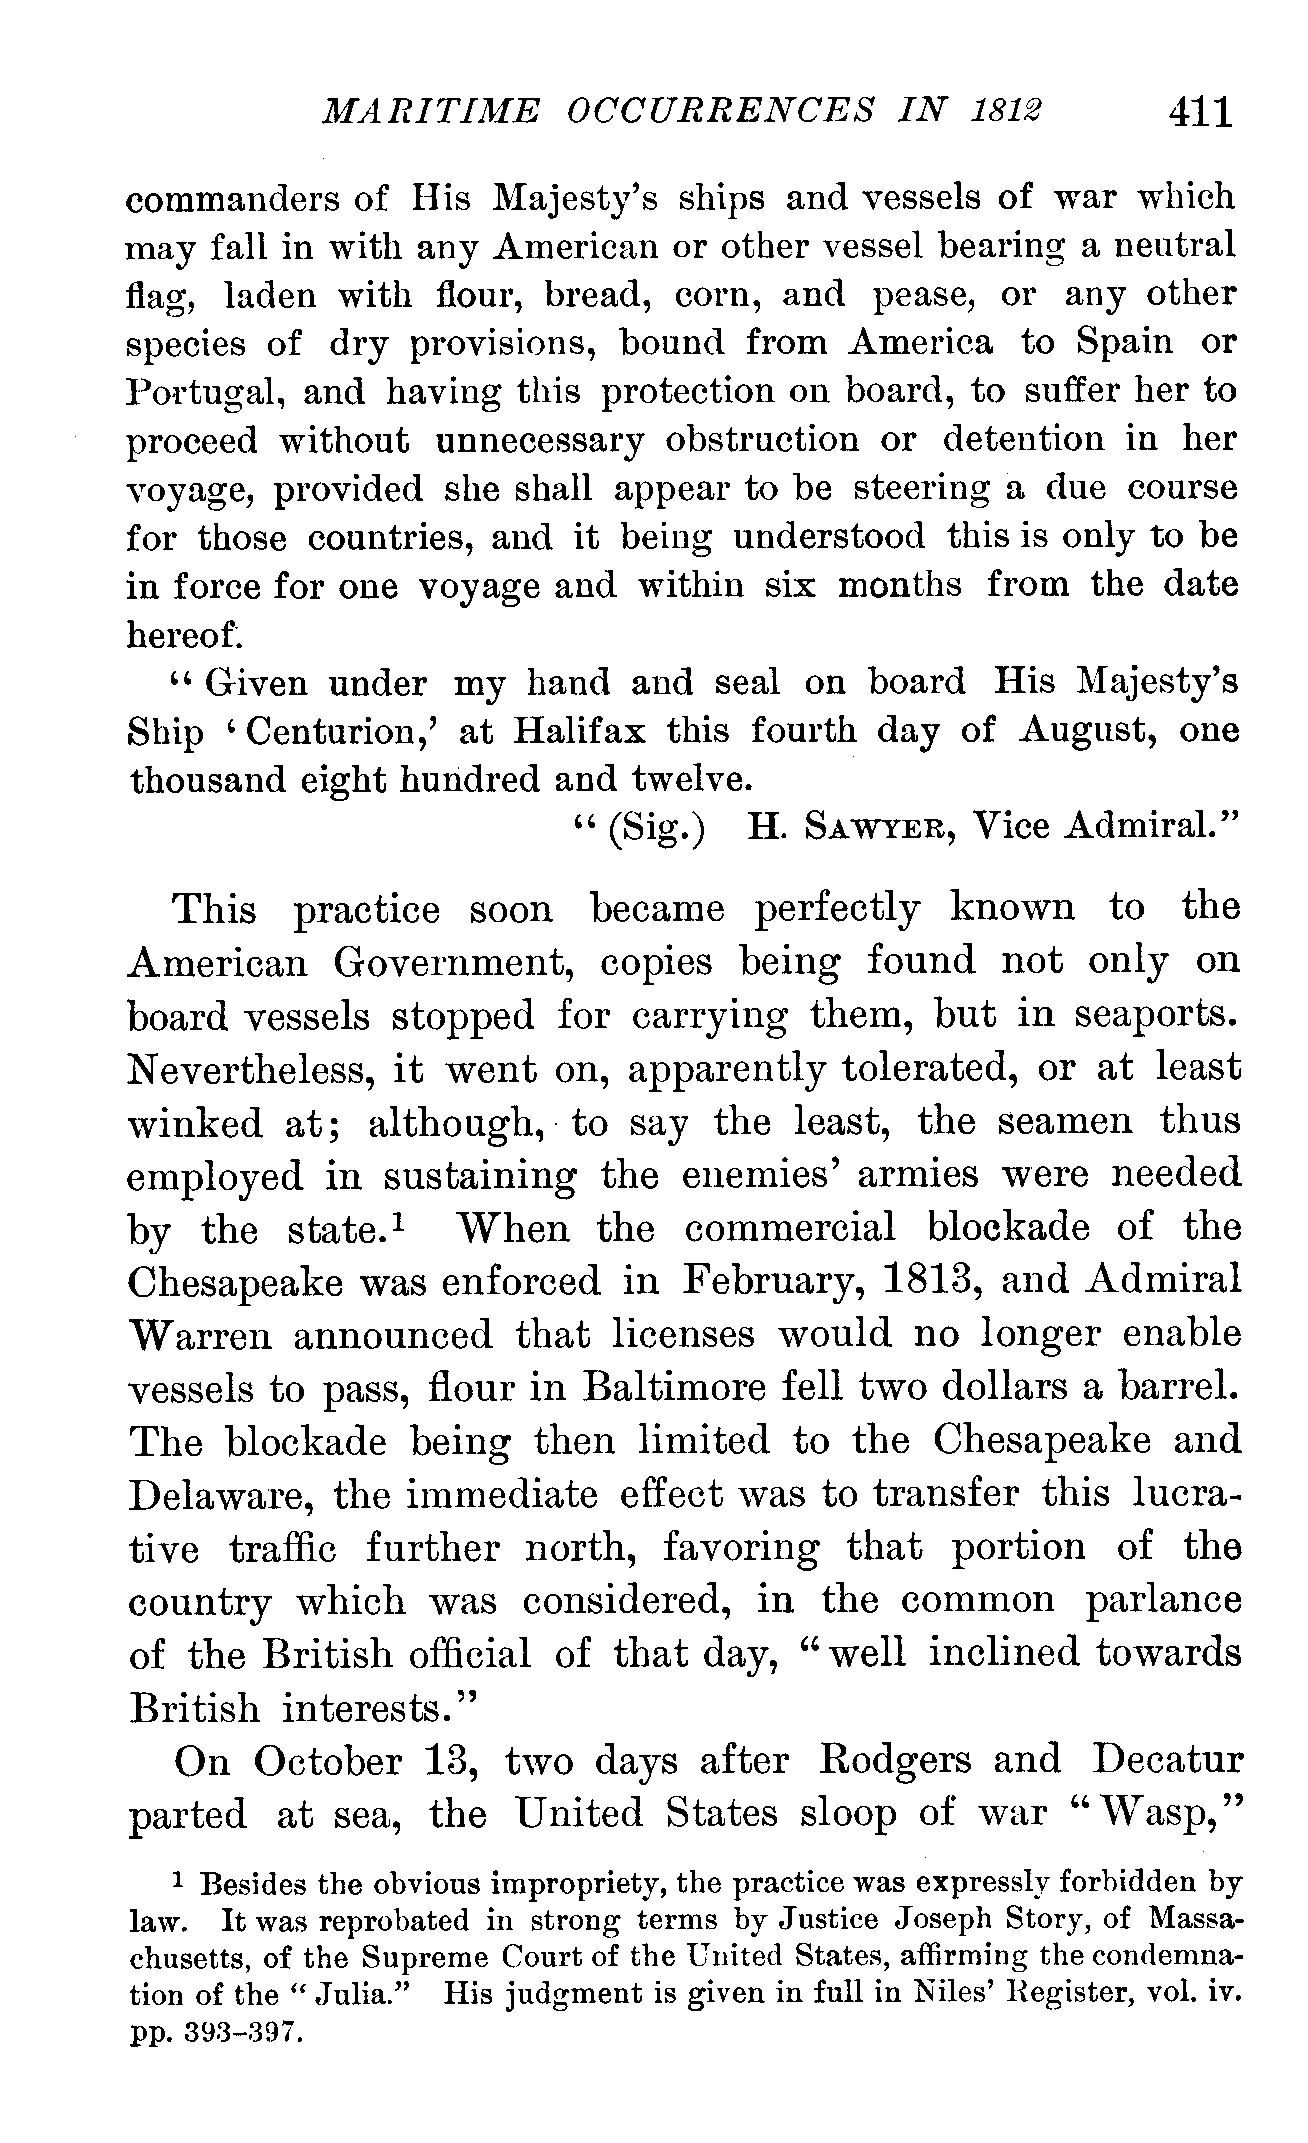 MARITIME OCCURRENCES IN 1812 411
commanders of His Majesty's ships and vessels of war which
may fall in with any American or other vessel bearing a neutral
flag, laden with flour, bread, corn, and pease, or any other
species of dry provisions, bound from America to Spain or
Portugal, and having this protection on board, to suffer her to
proceed without unnecessary obstruction or detention in her
voyage, provided she shall appear to be steering a due course
for those countries, and it being understood this is only to be
in force for one voyage and within six months from the date
hereof.
“Given under my hand and seal on board His Majesty's
Ship ‘Centurion,’ at Halifax this fourth day of August, one
thousand eight hundred and twelve.
“(Sig.) H. SAWYER, Vice Admiral.”
This practice soon became perfectly known to the
American Government, copies being found not only on
board vessels stopped for carrying them, but in seaports.
Nevertheless, it went on, apparently tolerated, or at least
winked at; although, to say the least, the seamen thus
employed in sustaining the enemies' armies were needed
by the state.¹ When the commercial blockade of the
Chesapeake was enforced in February, 1813, and Admiral
Warren announced that licenses would no longer enable
vessels to pass, flour in Baltimore fell two dollars a barrel.
The blockade being then limited to the Chesapeake and
Delaware, the immediate effect was to transfer this lucra-
tive traffic further north, favoring that portion of the
country which was considered, in the common parlance
of the British official of that day, “well inclined towards
British interests.”
On October 13, two days after Rodgers and Decatur
parted at sea, the United States sloop of war “Wasp,”
¹ Besides the obvious impropriety, the practice was expressly forbidden by
law. It was reprobated in strong terms by Justice Joseph Story, of Massa-
chusetts, of the Supreme Court of the United States, affirming the condemna-
tion of the “Julia.” His judgment is given in full in Niles' Register, vol. iv.
pp. 393–397.